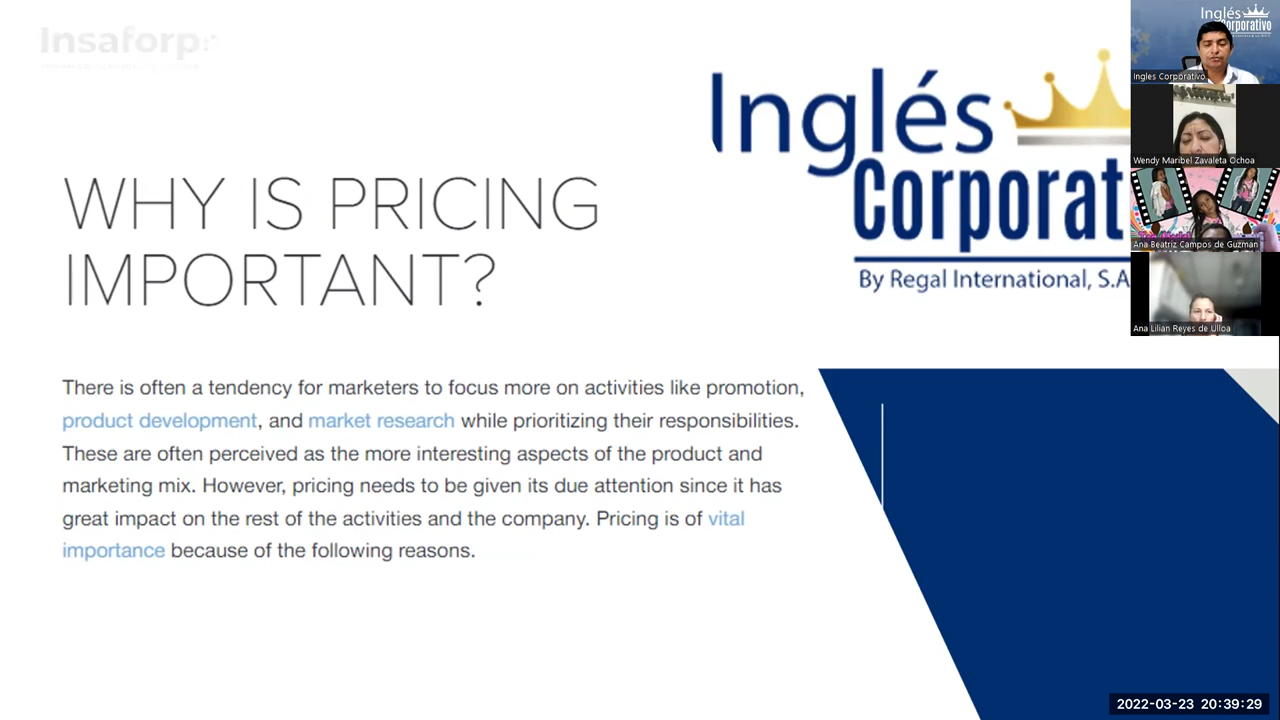 Insaforp
Inglés
Corporat
By Regal International, S.A
WHY IS PRICING
IMPORTANT?
There is often a tendency for marketers to focus more on activities like promotion,
product development, and market research while prioritizing their responsibilities.
These are often perceived as the more interesting aspects of the product and
marketing mix. However, pricing needs to be given its due attention since it has
great impact on the rest of the activities and the company. Pricing is of vital
importance because of the following reasons.
Inglés
Corporativo
Ingles Corporativo
Wendy Maribel Zavaleta Ochoa
Ana Beatriz Campos de Guzman
Ana Lilian Reyes de Ulloa
2022-03-23 20:39:29